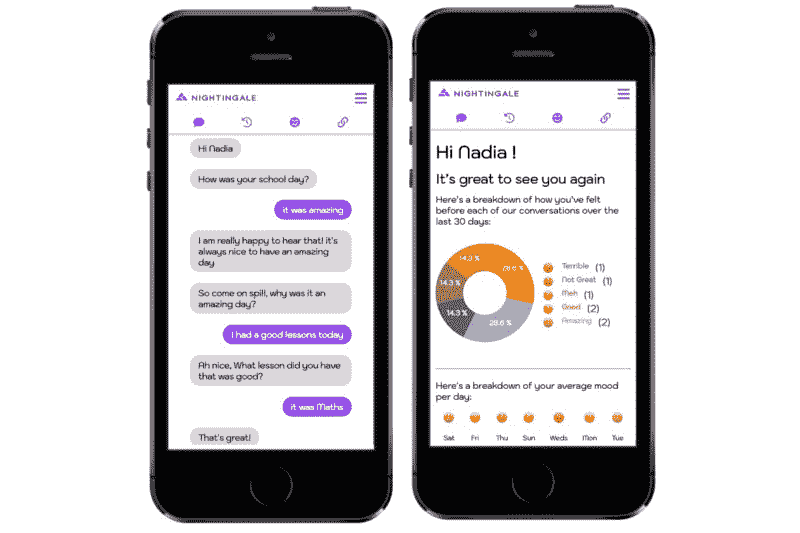 NIGHTINGALE
Hi Nadia
How was your school day?
it was amazing
I am really happy to hear that! it's
always nice to have an amazing
day
So come on spill, why was it an
amazing day?
I had a good lessons today
Ah nice, What lesson did you have
that was good?
it was Maths
That's great!
NIGHTINGALE
Hi Nadia !
It's great to see you again
Here's a breakdown of how you've felt
before each of our conversations over the
last 30 days:
14.3 %
28.6 %
14.3 %
14.3 %
28.6 %
Terrible (1)
Not Great (1)
Meh (1)
Good (2)
Amazing (2)
Here's a breakdown of your average mood
per day:
Sat Fri Thu Sun Weds Mon Tue